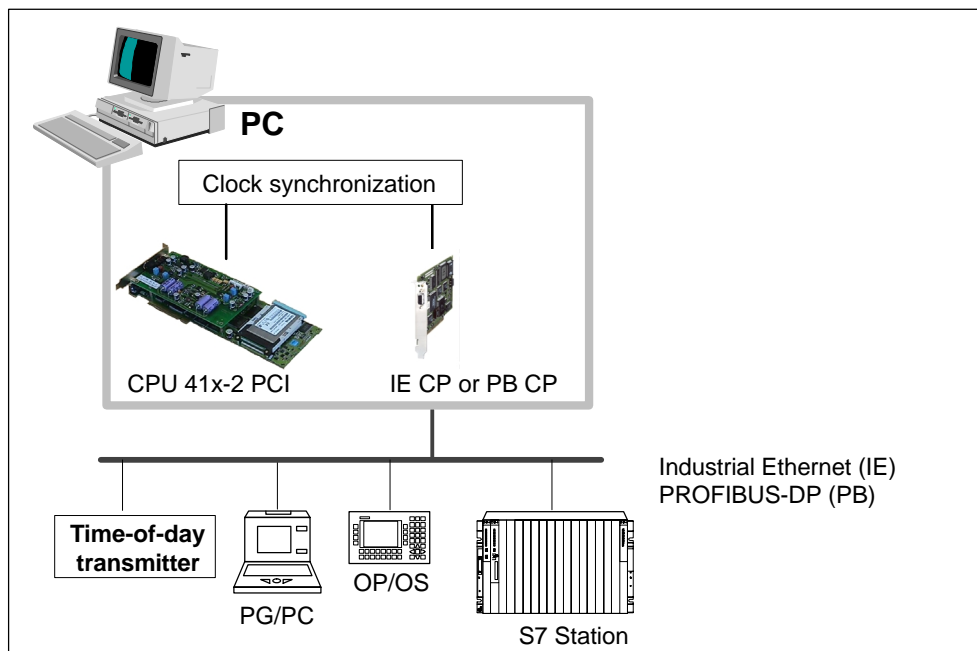 PC
Clock synchronization
CPU 41x-2 PCI
IE CP or PB CP
Industrial Ethernet (IE)
PROFIBUS-DP (PB)
Time-of-day
transmitter
PG/PC
OP/OS
S7 Station